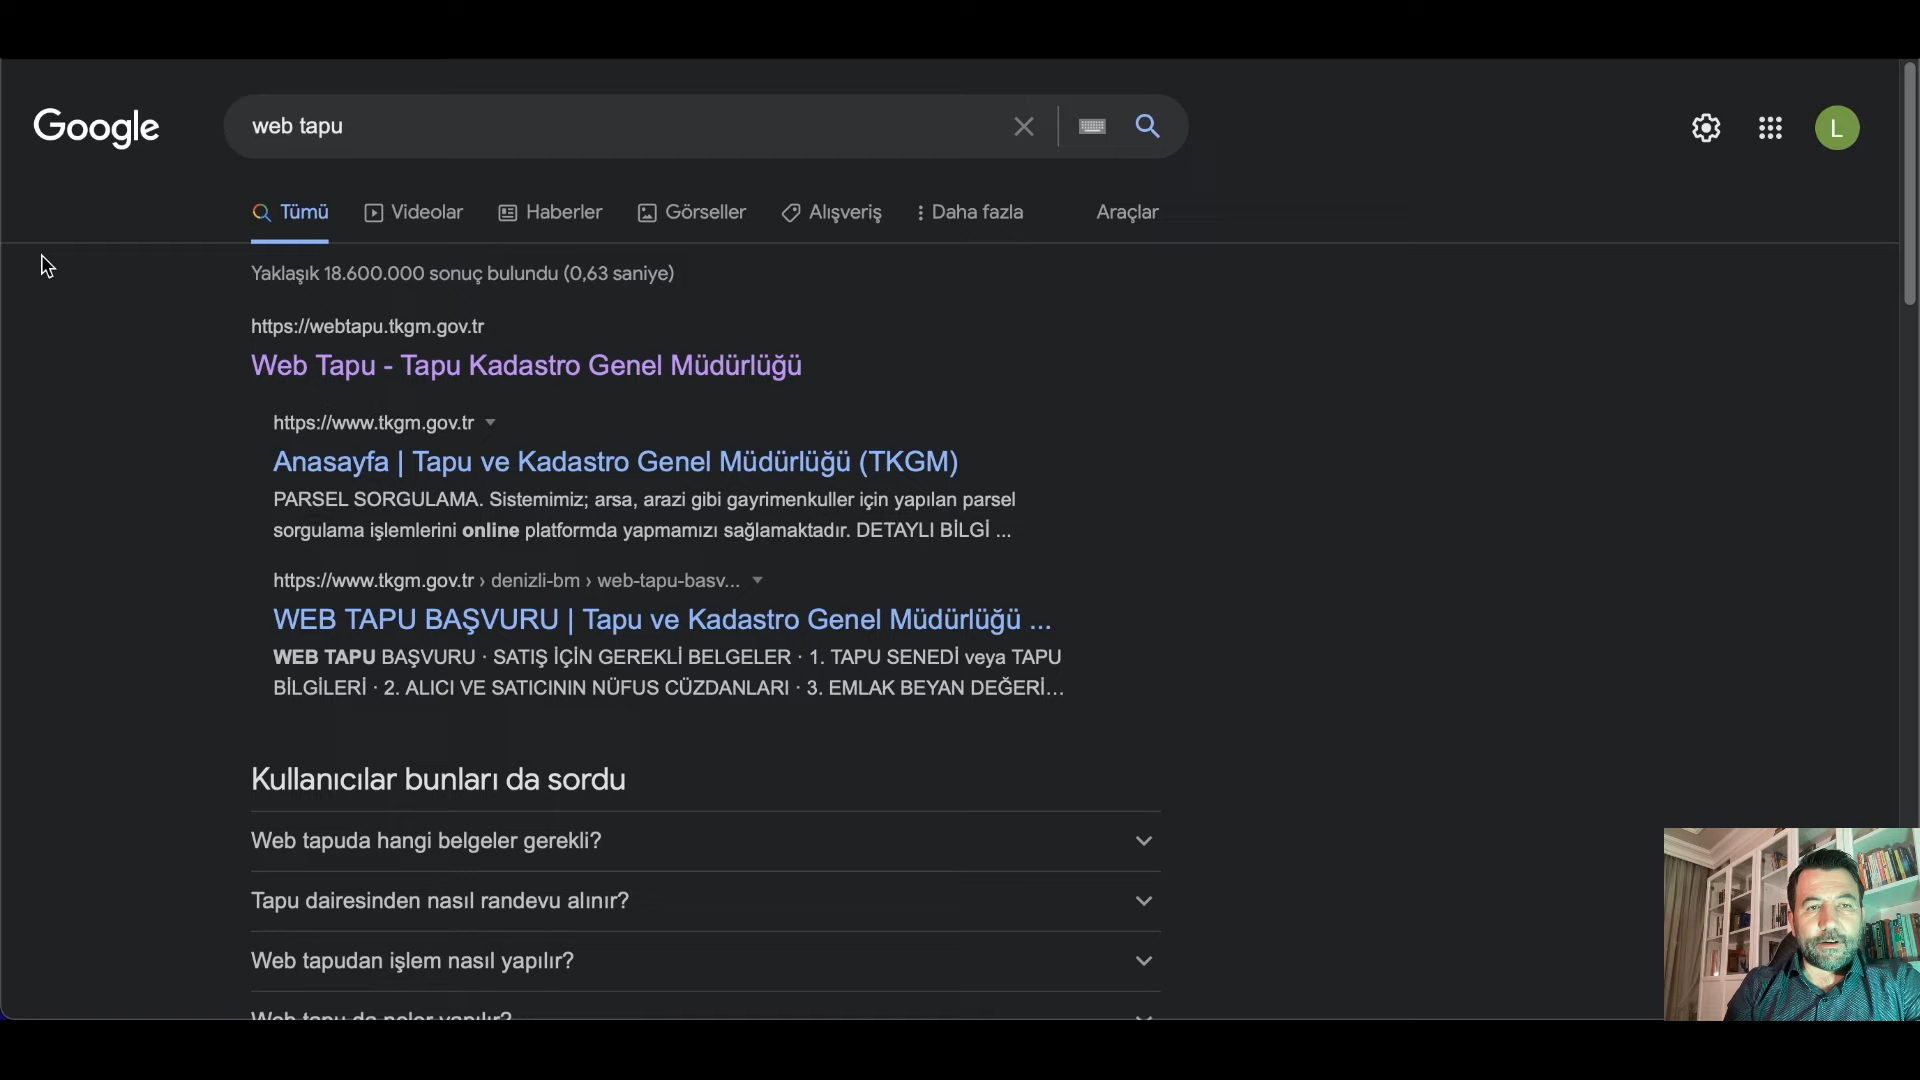 Google
web tapu
L
Tümü
Videolar
Haberler
Görseller
Alışveriş
Daha fazla
Araçlar
Yaklaşık 18.600.000 sonuç bulundu (0,63 saniye)
https://webtapu.tkgm.gov.tr
Web Tapu - Tapu Kadastro Genel Müdürlüğü
https://www.tkgm.gov.tr
Anasayfa | Tapu ve Kadastro Genel Müdürlüğü (TKGM)
PARSEL SORGULAMA. Sistemimiz; arsa, arazi gibi gayrimenkuller için yapılan parsel
sorgulama işlemlerini online platformda yapmamızı sağlamaktadır. DETAYLI BİLGİ ...
https://www.tkgm.gov.tr › denizli-bm › web-tapu-basv...
WEB TAPU BAŞVURU | Tapu ve Kadastro Genel Müdürlüğü ...
WEB TAPU BAŞVURU · SATIŞ İÇİN GEREKLİ BELGELER · 1. TAPU SENEDİ veya TAPU
BİLGİLERİ · 2. ALICI VE SATICININ NÜFUS CÜZDANLARI · 3. EMLAK BEYAN DEĞERİ...
Kullanıcılar bunları da sordu
Web tapuda hangi belgeler gerekli?
Tapu dairesinden nasıl randevu alınır?
Web tapudan işlem nasıl yapılır?
Web tapu da neler yapılır?